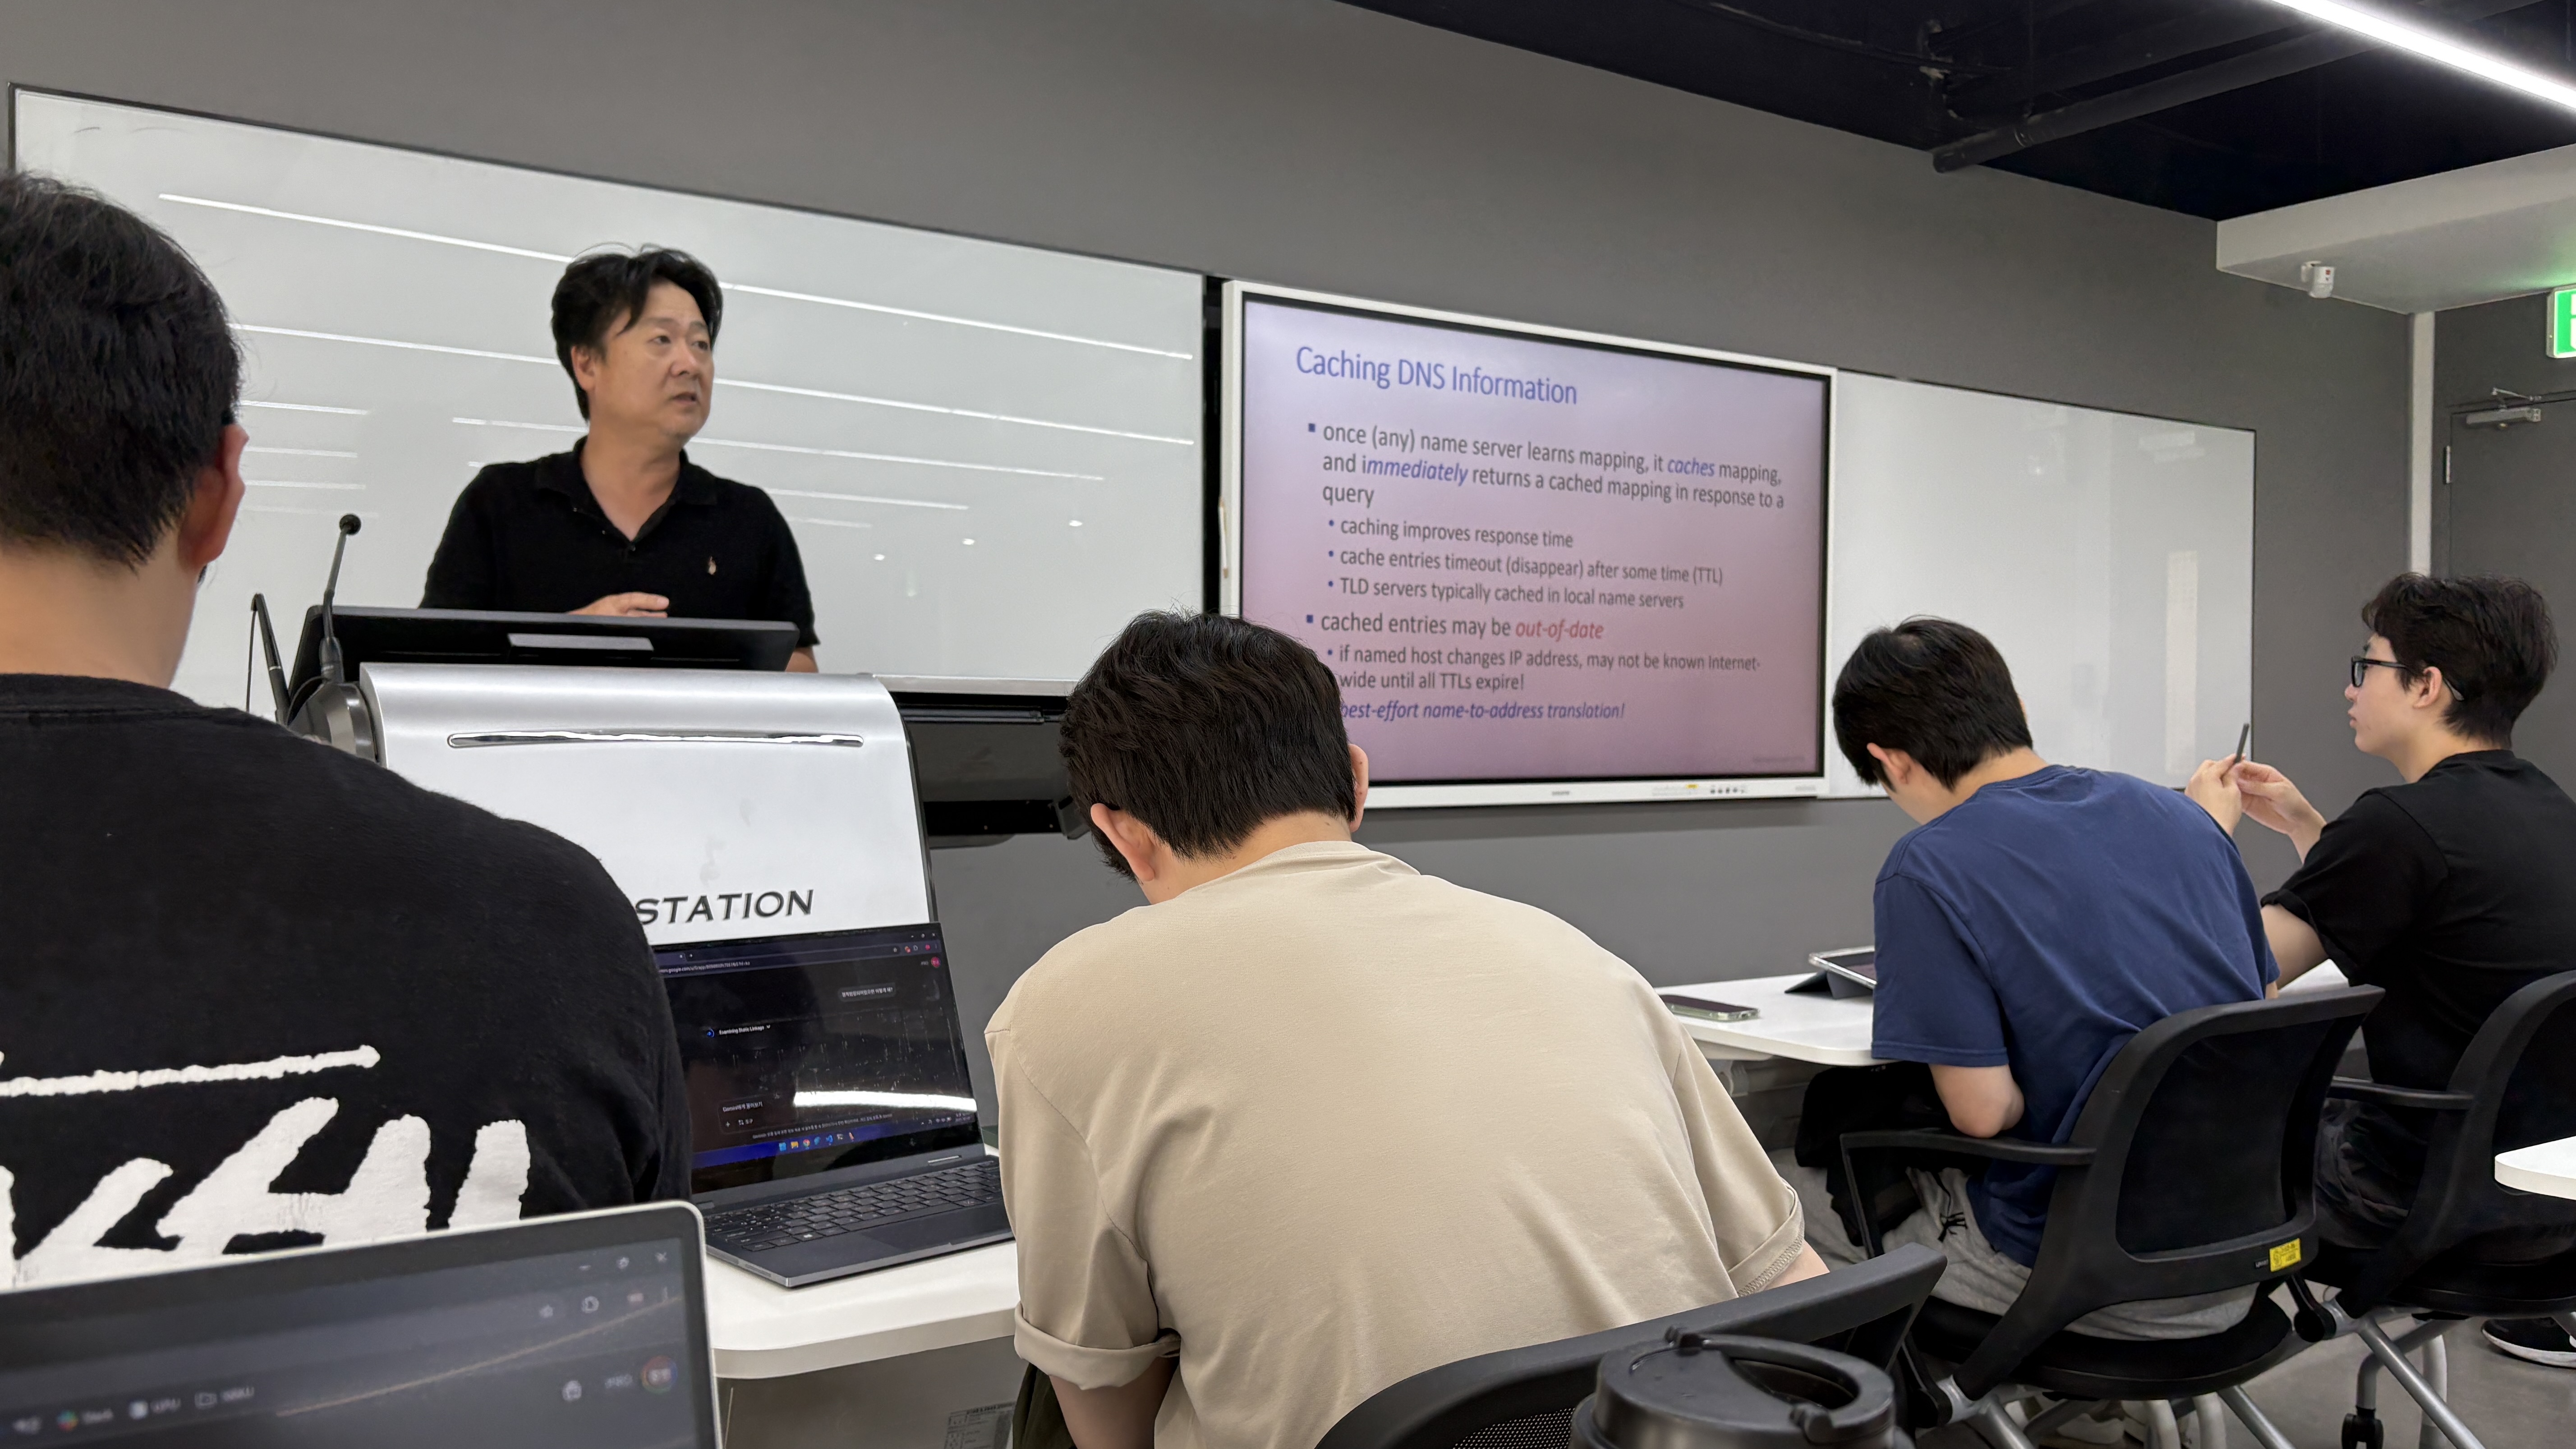 Caching DNS Information
once (any) name server learns mapping, it caches mapping,
and immediately returns a cached mapping in response to a
query
caching improves response time
cache entries timeout (disappear) after some time (TTL)
TLD servers typically cached in local name servers
cached entries may be out-of-date
if named host changes IP address, may not be known Internet-
wide until all TTLs expire!
best-effort name-to-address translation!
STATION
Examining Static Linkage